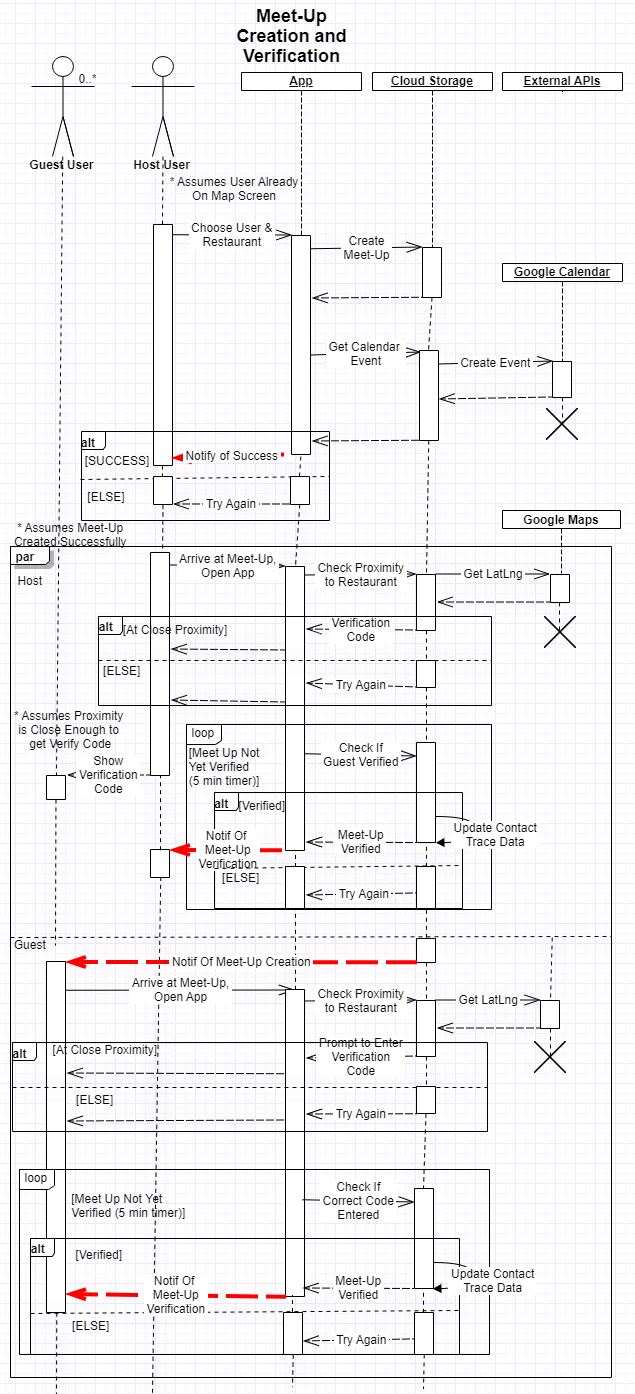 Meet-Up
Creation and
Verification
0..*
App
Cloud Storage
External APIs
Guest User
Host User
* Assumes User Already
On Map Screen
Choose User &
Restaurant
Create
Meet-Up
Google Calendar
Get Calendar
Event
Create Event
alt
[SUCCESS]
Notify of Success
[ELSE]
Try Again
Google Maps
* Assumes Meet-Up
Created Successfully
par
Host
Arrive at Meet-Up,
Open App
Check Proximity
to Restaurant
Get LatLng
alt
[At Close Proximity]
Verification
Code
[ELSE]
Try Again
* Assumes Proximity
is Close Enough to
get Verify Code
loop
[Meet Up Not
Yet Verified
(5 min timer)]
Check If
Guest Verified
Show
Verification
Code
alt
[Verified]
Update Contact
Trace Data
Notif Of
Meet-Up
Verification
Meet-Up
Verified
[ELSE]
Try Again
Guest
Notif Of Meet-Up Creation
Arrive at Meet-Up,
Open App
Check Proximity
to Restaurant
Get LatLng
alt
[At Close Proximity]
Prompt to Enter
Verification
Code
[ELSE]
Try Again
loop
[Meet Up Not Yet
Verified (5 min timer)]
Check If
Correct Code
Entered
alt
[Verified]
Update Contact
Trace Data
Notif Of
Meet-Up
Verification
Meet-Up
Verified
[ELSE]
Try Again